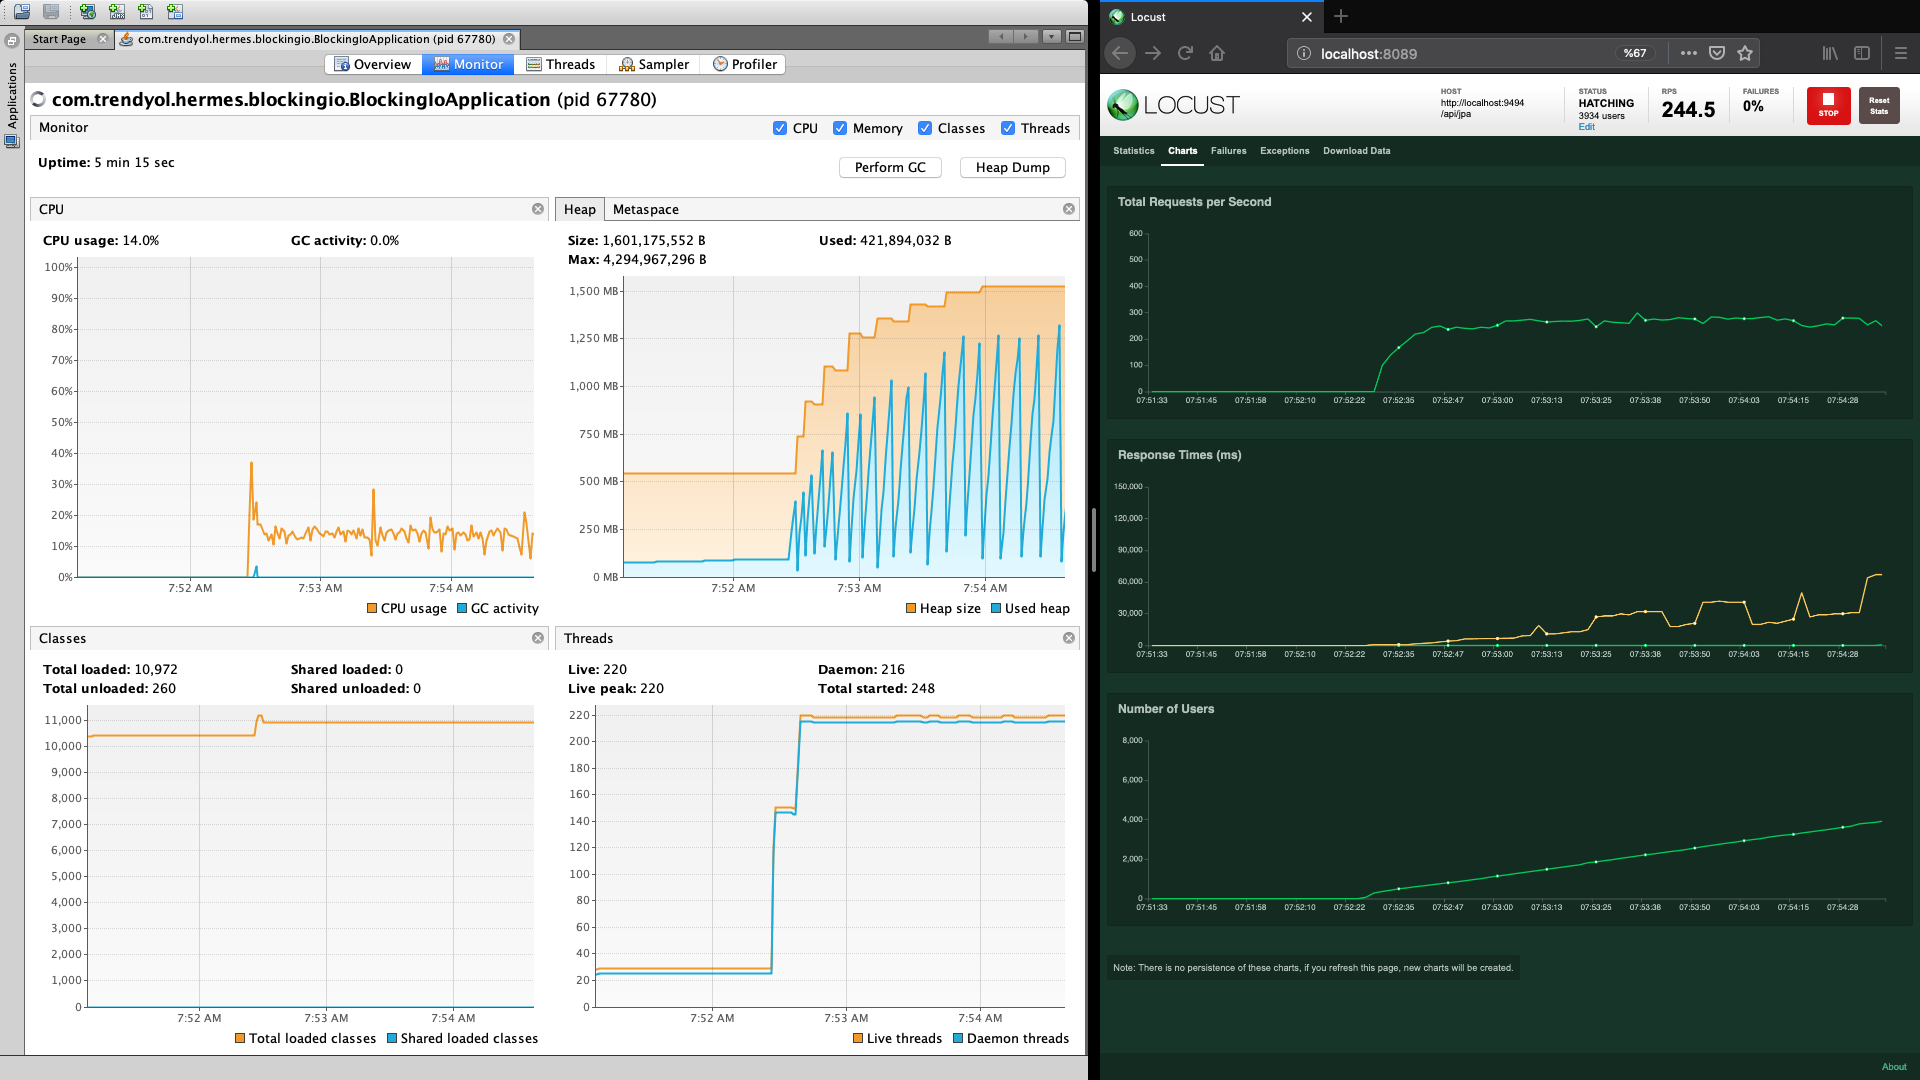 Start Page
com.trendyol.hermes.blockingio.BlockingIoApplication (pid 67780)
Applications
Overview
Monitor
Threads
Sampler
Profiler
com.trendyol.hermes.blockingio.BlockingIoApplication (pid 67780)
Monitor
CPU
Memory
Classes
Threads
Uptime: 5 min 15 sec
Perform GC
Heap Dump
CPU
CPU usage: 14.0%
GC activity: 0.0%
100%
90%
80%
70%
60%
50%
40%
30%
20%
10%
0%
7:52 AM
7:53 AM
7:54 AM
CPU usage
GC activity
Heap
Metaspace
Size: 1,601,175,552 B
Used: 421,894,032 B
Max: 4,294,967,296 B
1,500 MB
1,250 MB
1,000 MB
750 MB
500 MB
250 MB
0 MB
7:52 AM
7:53 AM
7:54 AM
Heap size
Used heap
Classes
Total loaded: 10,972
Shared loaded: 0
Total unloaded: 260
Shared unloaded: 0
11,000
10,000
9,000
8,000
7,000
6,000
5,000
4,000
3,000
2,000
1,000
0
7:52 AM
7:53 AM
7:54 AM
Total loaded classes
Shared loaded classes
Threads
Live: 220
Daemon: 216
Live peak: 220
Total started: 248
220
200
180
160
140
120
100
80
60
40
20
0
7:52 AM
7:53 AM
7:54 AM
Live threads
Daemon threads
Locust
localhost:8089
%67
LOCUST
HOST
http://localhost:9494
/api/jpa
STATUS
HATCHING
3934 users
Edit
RPS
244.5
FAILURES
0%
STOP
Reset
Stats
Statistics
Charts
Failures
Exceptions
Download Data
Total Requests per Second
600
500
400
300
200
100
0
07:51:33
07:51:45
07:51:58
07:52:10
07:52:22
07:52:35
07:52:47
07:53:00
07:53:13
07:53:25
07:53:38
07:53:50
07:54:03
07:54:15
07:54:28
Response Times (ms)
150,000
120,000
90,000
60,000
30,000
0
07:51:33
07:51:45
07:51:58
07:52:10
07:52:22
07:52:35
07:52:47
07:53:00
07:53:13
07:53:25
07:53:38
07:53:50
07:54:03
07:54:15
07:54:28
Number of Users
8,000
6,000
4,000
2,000
0
07:51:33
07:51:45
07:51:58
07:52:10
07:52:22
07:52:35
07:52:47
07:53:00
07:53:13
07:53:25
07:53:38
07:53:50
07:54:03
07:54:15
07:54:28
Note: There is no persistence of these charts, if you refresh this page, new charts will be created.
About